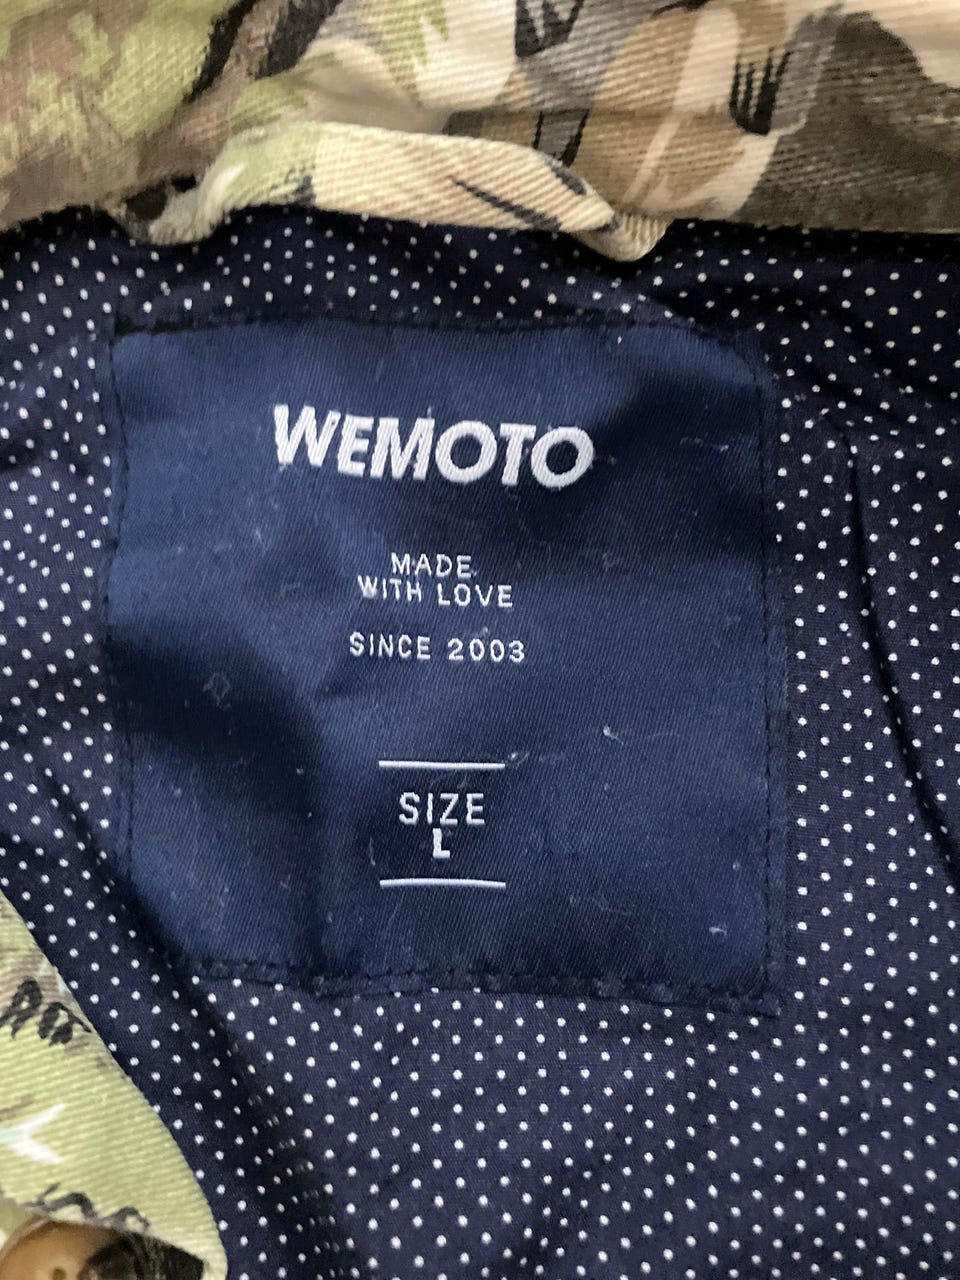 WEMOTO
MADE
WITH LOVE
SINCE 2003
SIZE
L